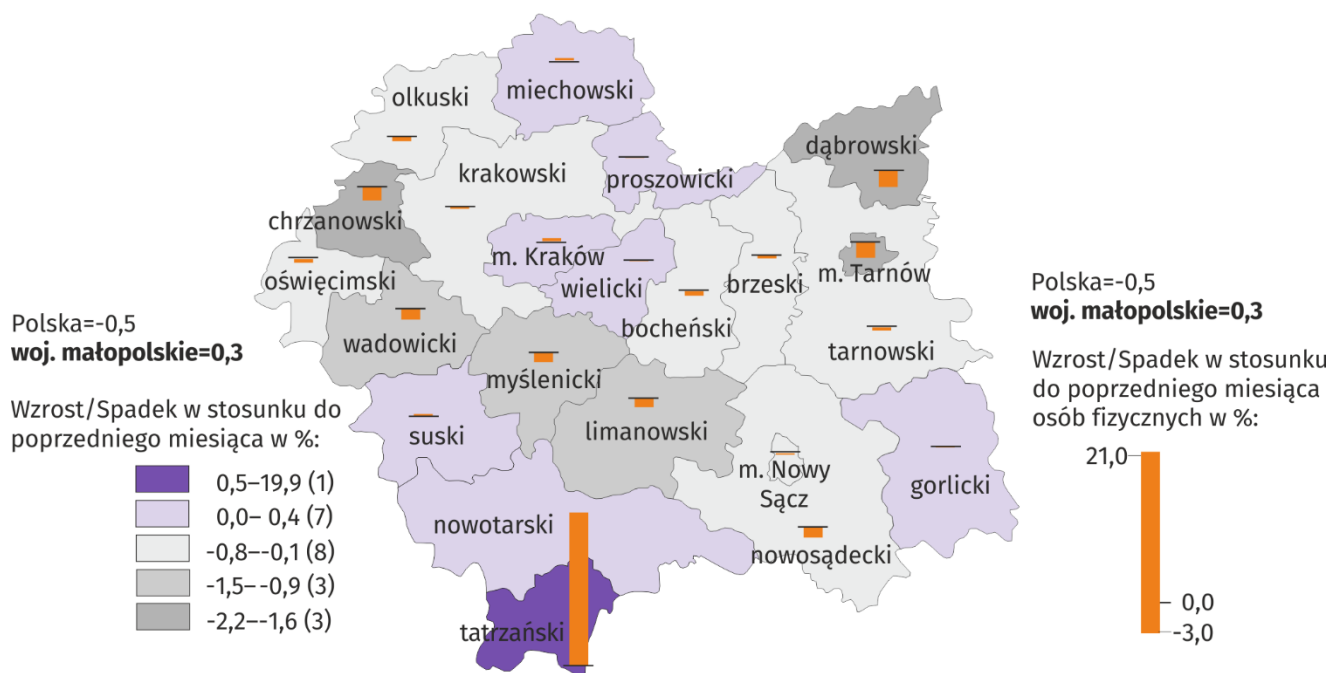 miechowski
olkuski
dąbrowski
krakowski
proszowicki
chrzanowski
m. Kraków
m. Tarnów
oświęcimski
wielicki
brzeski
bocheński
wadowicki
tarnowski
myślenicki
suski
limanowski
m. Nowy
Sącz
gorlicki
nowotarski
nowosądecki
tatrzański
Polska=-0,5
woj. małopolskie=0,3
Wzrost/Spadek w stosunku do
poprzedniego miesiąca w %:
0,5–19,9 (1)
0,0– 0,4 (7)
-0,8–-0,1 (8)
-1,5–-0,9 (3)
-2,2–-1,6 (3)
Polska=-0,5
woj. małopolskie=0,3
Wzrost/Spadek w stosunku
do poprzedniego miesiąca
osób fizycznych w %:
21,0
0,0
-3,0